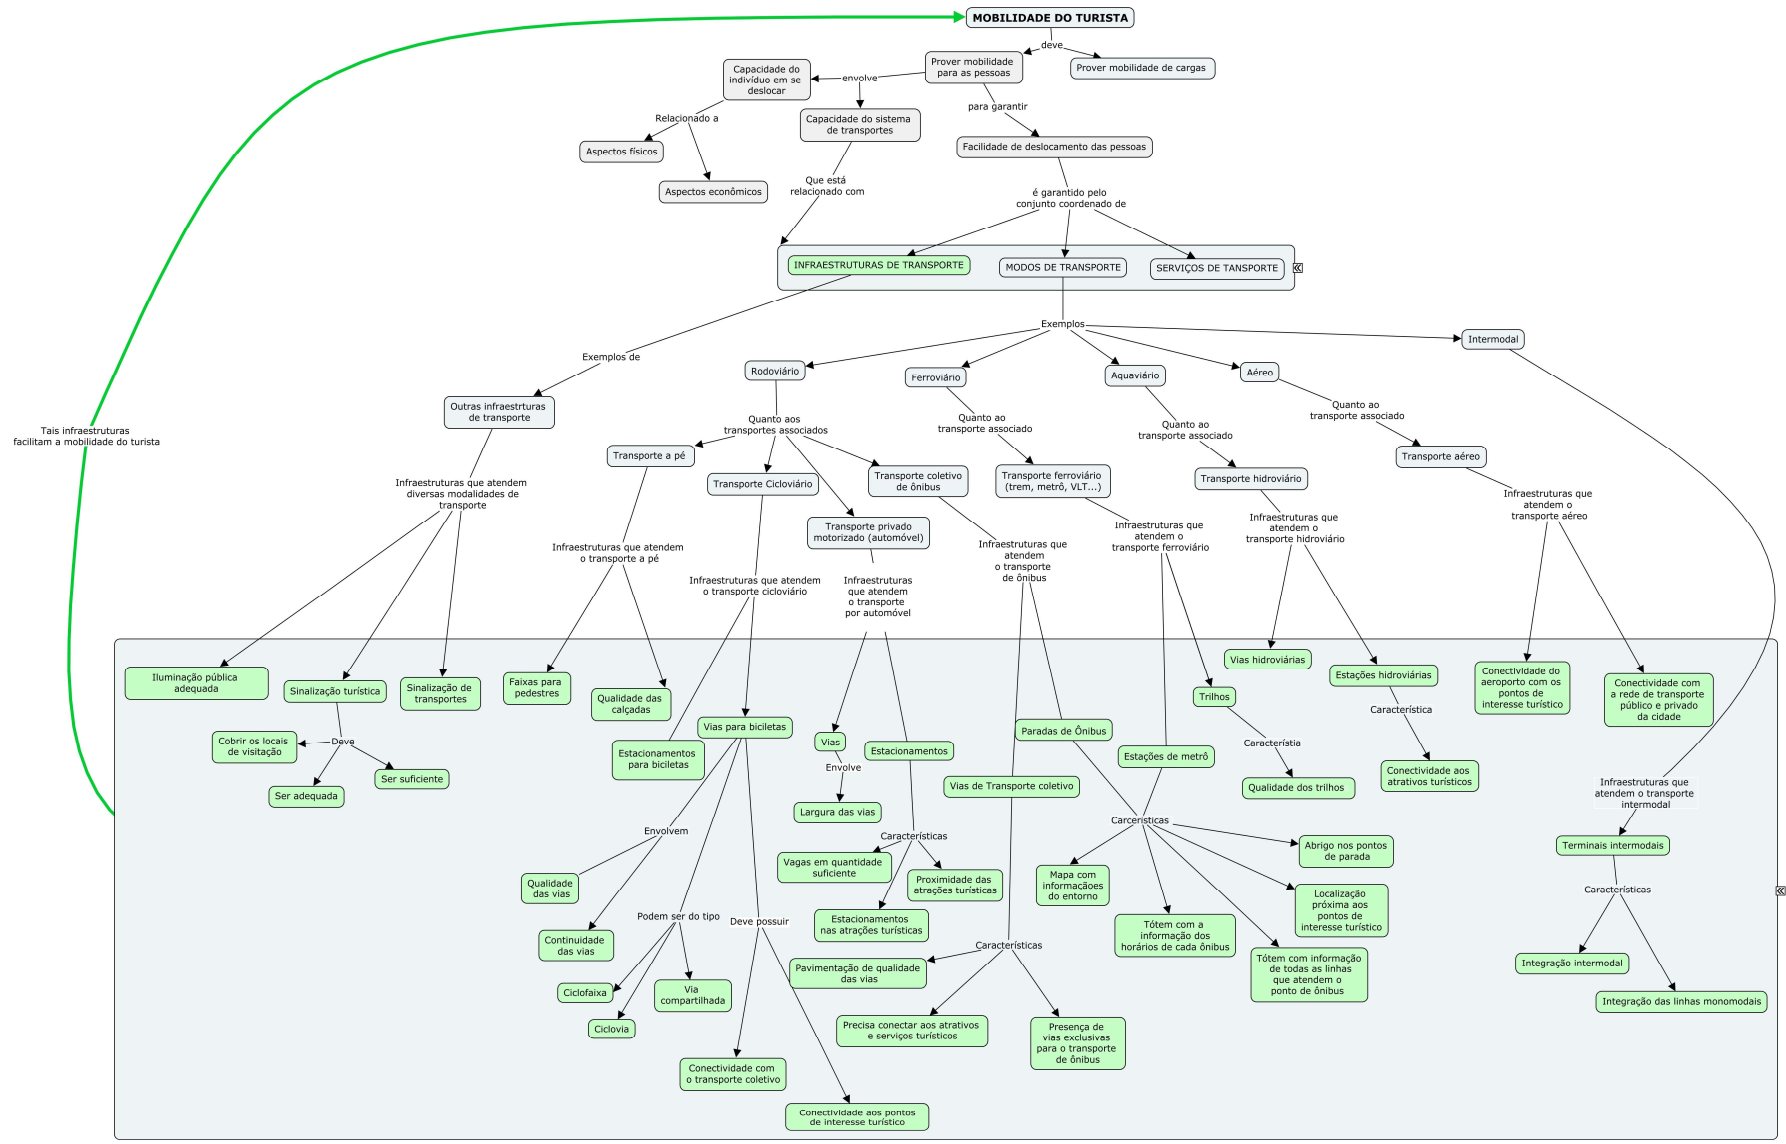 MOBILIDADE DO TURISTA
deve
Prover mobilidade
para as pessoas
Prover mobilidade de cargas
Capacidade do
indivíduo em se
deslocar
envolve
para garantir
Relacionado a
Capacidade do sistema
de transportes
Aspectos físicos
Facilidade de deslocamento das pessoas
Aspectos econômicos
Que está
relacionado com
é garantido pelo
conjunto coordenado de
INFRAESTRUTURAS DE TRANSPORTE
MODOS DE TRANSPORTE
SERVIÇOS DE TANSPORTE
Exemplos
Intermodal
Exemplos de
Rodoviário
Ferroviário
Aquaviário
Aéreo
Outras infraestrturas
de transporte
Quanto aos
transportes associados
Quanto ao
transporte associado
Quanto ao
transporte associado
Quanto ao
transporte associado
Tais infraestruturas
facilitam a mobilidade do turista
Transporte a pé
Transporte Cicloviário
Transporte coletivo
de ônibus
Transporte ferroviário
(trem, metrô, VLT...)
Transporte hidroviário
Transporte aéreo
Infraestruturas que atendem
diversas modalidades de
transporte
Transporte privado
motorizado (automóvel)
Infraestruturas que atendem
o transporte a pé
Infraestruturas que atendem
o transporte cicloviário
Infraestruturas
que atendem
o transporte
por automóvel
Infraestruturas que
atendem
o transporte
de ônibus
Infraestruturas que
atendem o
transporte ferroviário
Infraestruturas que
atendem o
transporte hidroviário
Infraestruturas que
atendem o
transporte aéreo
Iluminação pública
adequada
Sinalização turística
Sinalização de
transportes
Faixas para
pedestres
Qualidade das
calçadas
Vias para biciletas
Estacionamentos
para biciletas
Vias
Estacionamentos
Paradas de Ônibus
Vias de Transporte coletivo
Estações de metrô
Trilhos
Vias hidroviárias
Estações hidroviárias
Conectividade do
aeroporto com os
pontos de
interesse turístico
Conectividade com
a rede de transporte
público e privado
da cidade
Cobrir os locais
de visitação
Deve
Ser adequada
Ser suficiente
Envolve
Largura das vias
Característia
Qualidade dos trilhos
Característica
Conectividade aos
atrativos turísticos
Infraestruturas que
atendem o transporte
intermodal
Envolvem
Características
Vagas em quantidade
suficiente
Proximidade das
atrações turísticas
Estacionamentos
nas atrações turísticas
Carcerísticas
Abrigo nos pontos
de parada
Mapa com
informaçãoes
do entorno
Localização
próxima aos
pontos de
interesse turístico
Tótem com a
informação dos
horários de cada ônibus
Tótem com informação
de todas as linhas
que atendem o
ponto de ônibus
Terminais intermodais
Características
Integração intermodal
Integração das linhas monomodais
Qualidade
das vias
Continuidade
das vias
Podem ser do tipo
Deve possuir
Ciclofaixa
Ciclovia
Via
compartilhada
Conectividade com
o transporte coletivo
Conectividade aos pontos
de interesse turístico
Características
Pavimentação de qualidade
das vias
Precisa conectar aos atrativos
e serviços turísticos
Presença de
vias exclusivas
para o transporte
de ônibus